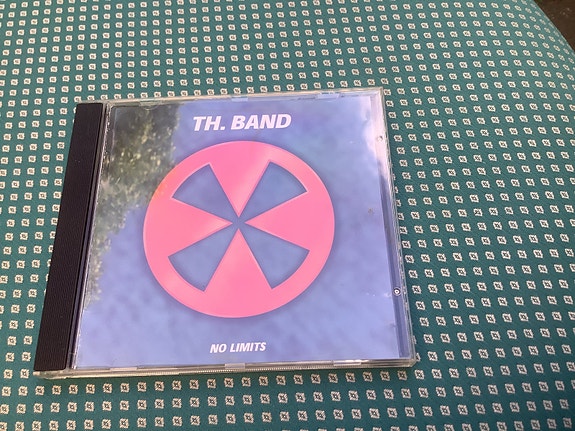 TH. BAND
NO LIMITS